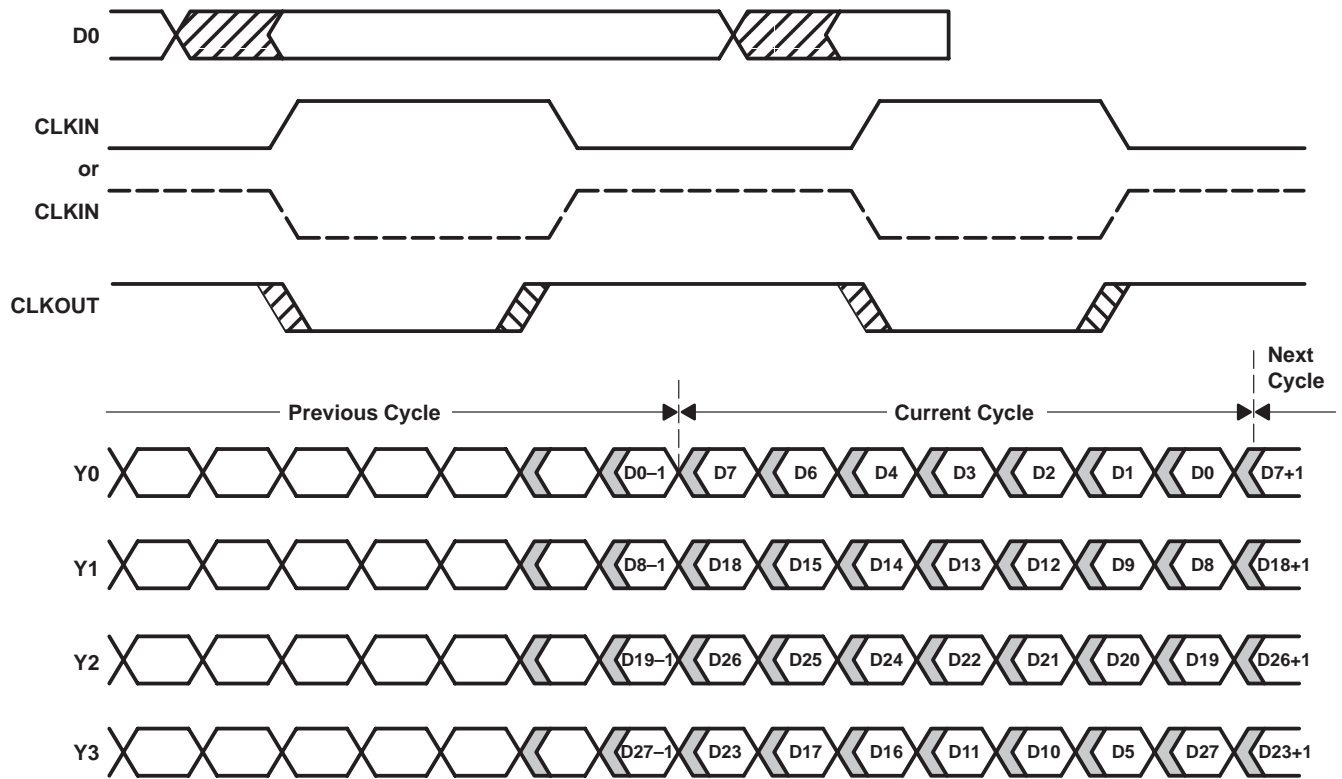 D0
CLKIN
or
CLKIN
CLKOUT
Next
Cycle
Previous Cycle
Current Cycle
Y0 D0–1 D7 D6 D4 D3 D2 D1 D0 D7+1
Y1 D8–1 D18 D15 D14 D13 D12 D9 D8 D18+1
Y2 D19–1 D26 D25 D24 D22 D21 D20 D19 D26+1
Y3 D27–1 D23 D17 D16 D11 D10 D5 D27 D23+1